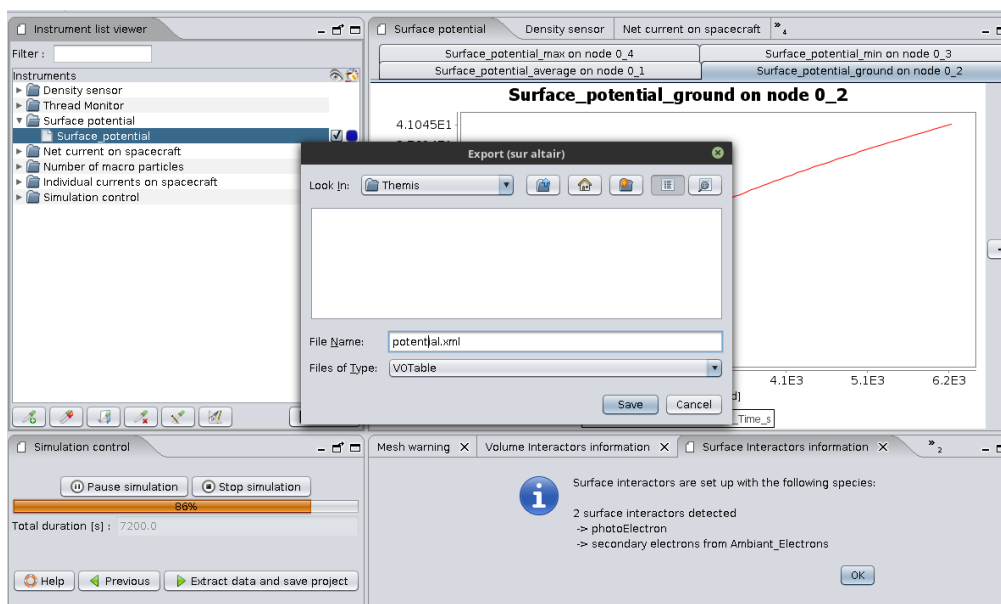 Instrument list viewer
Filter :
Instruments
Density sensor
Thread Monitor
Surface potential
Surface_potential
Net current on spacecraft
Number of macro particles
Individual currents on spacecraft
Simulation control
Surface potential
Density sensor
Net current on spacecraft
»4
Surface_potential_max on node 0_4
Surface_potential_min on node 0_3
Surface_potential_average on node 0_1
Surface_potential_ground on node 0_2
Surface_potential_ground on node 0_2
4.1045E1
4.1E3
5.1E3
6.2E3
_Time_s
Export (sur altair)
Look In:
Themis
File Name:
potential.xml
Files of Type:
VOTable
Save
Cancel
Simulation control
Pause simulation
Stop simulation
86%
Total duration [s] : 7200.0
Help
Previous
Extract data and save project
Mesh warning X
Volume Interactors information X
Surface Interactors information X
»2
Surface interactors are set up with the following species:
2 surface interactors detected
-> photoElectron
-> secondary electrons from Ambiant_Electrons
OK